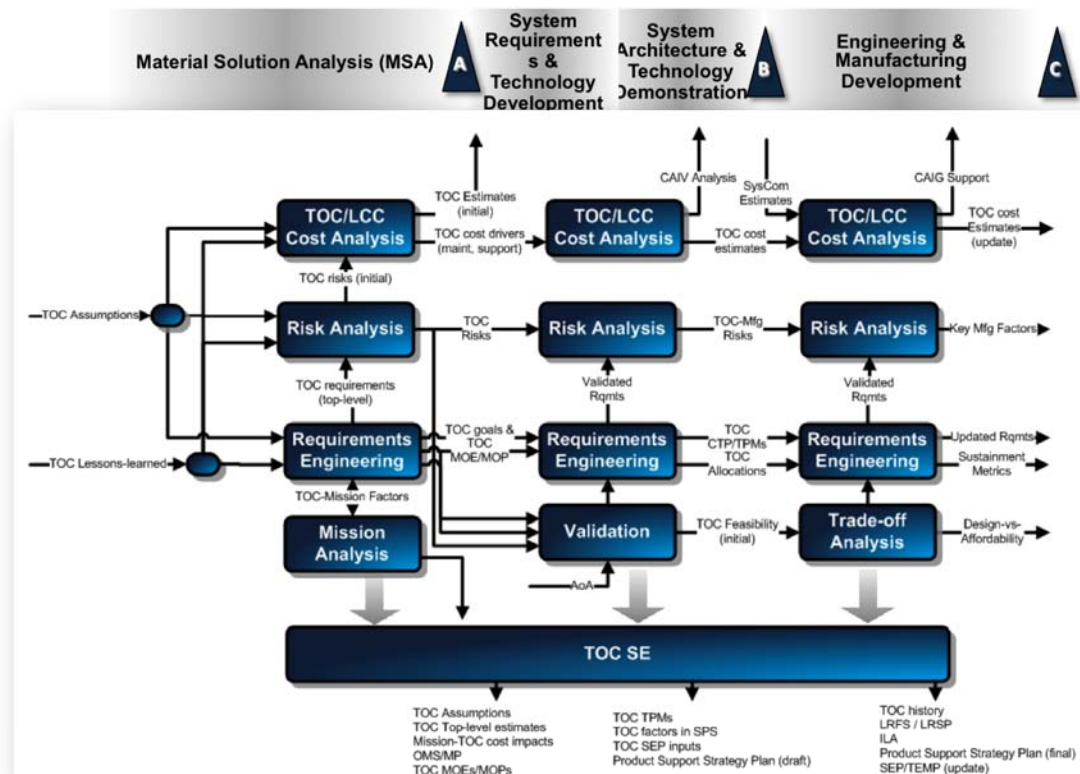 Material Solution Analysis (MSA)
A
System
Requirement
s &
Technology
Development
System
Architecture &
Technology
Demonstration
B
Engineering &
Manufacturing
Development
C
TOC Estimates
(initial)
CAIV Analysis
SysCom
Estimates
CAIG Support
TOC/LCC
Cost Analysis
TOC cost drivers
(maint, support)
TOC/LCC
Cost Analysis
TOC cost
estimates
TOC/LCC
Cost Analysis
TOC cost
Estimates
(update)
TOC risks (initial)
TOC Assumptions
Risk Analysis
TOC
Risks
Risk Analysis
TOC-Mfg
Risks
Risk Analysis
Key Mfg Factors
TOC requirements
(top-level)
Validated
Rqmts
Validated
Rqmts
TOC Lessons-learned
Requirements
Engineering
TOC goals &
TOC
MOE/MOP
Requirements
Engineering
TOC
CTP/TPMs
TOC
Allocations
Requirements
Engineering
Updated Rqmts
Sustainment
Metrics
TOC-Mission Factors
Mission
Analysis
Validation
TOC Feasibility
(initial)
Trade-off
Analysis
Design-vs-
Affordability
AoA
TOC SE
TOC Assumptions
TOC Top-level estimates
Mission-TOC cost impacts
OMS/MP
TOC MOEs/MOPs
TOC TPMs
TOC factors in SPS
TOC SEP inputs
Product Support Strategy Plan (draft)
TOC history
LRFS / LRSP
ILA
Product Support Strategy Plan (final)
SEP/TEMP (update)